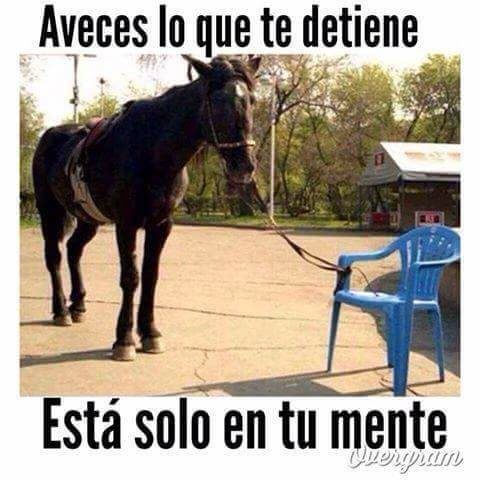 Aveces lo que te detiene
Está solo en tu mente
Overgram